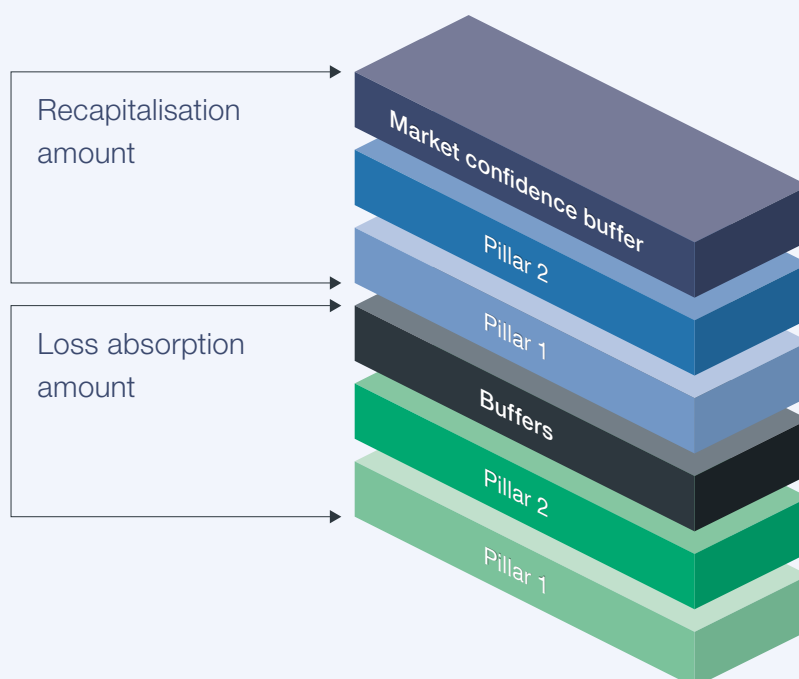 Recapitalisation
amount
Market confidence buffer
Pillar 2
Pillar 1
Loss absorption
amount
Buffers
Pillar 2
Pillar 1